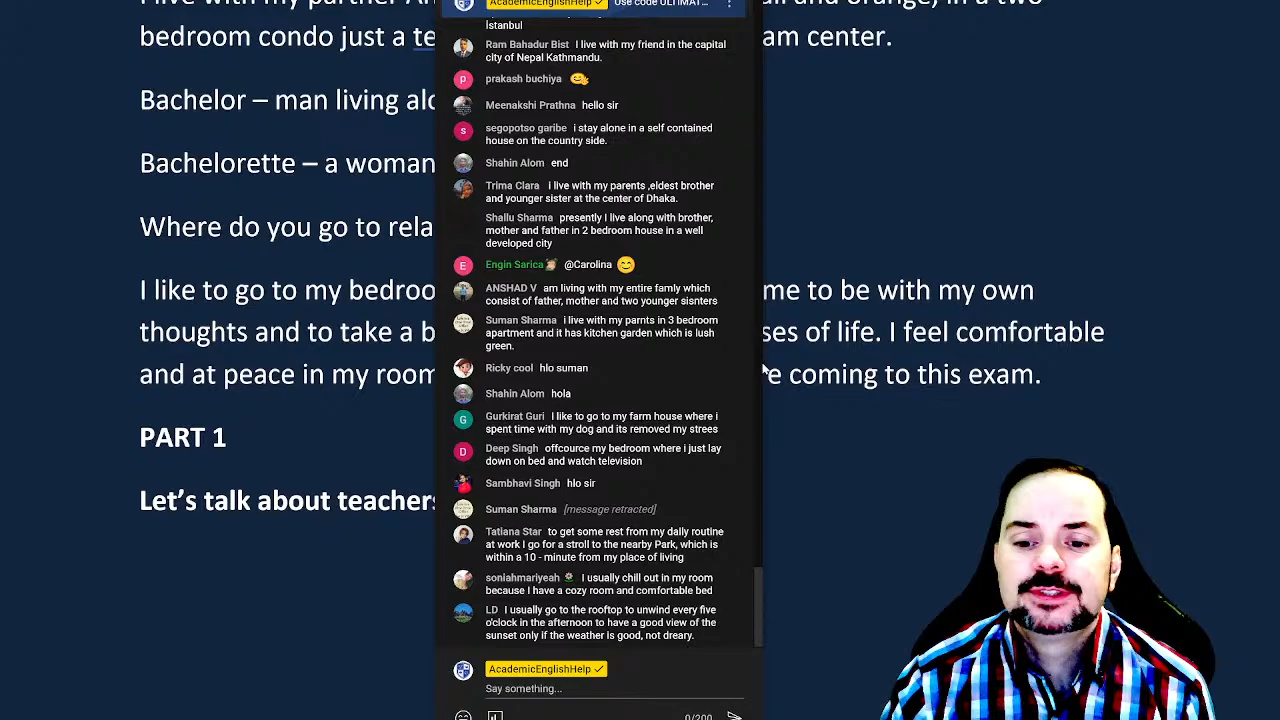 I live with my partner
all and orange, in a two
bedroom condo just a te
am center.
Bachelor – man living alo
Bachelorette – a woman
Where do you go to rela
I like to go to my bedroo
me to be with my own
thoughts and to take a b
ses of life. I feel comfortable
and at peace in my room
e coming to this exam.
PART 1
Let's talk about teachers
AcademicEnglishHelp ✓ Use code ULTIMAT...
Istanbul
Ram Bahadur Bist I live with my friend in the capital
city of Nepal Kathmandu.
P prakash buchiya
Meenakshi Prathna hello sir
s segopotso garibe i stay alone in a self contained
house on the country side.
Shahin Alom end
Trima Clara i live with my parents ,eldest brother
and younger sister at the center of Dhaka.
Shallu Sharma presently I live along with brother,
mother and father in 2 bedroom house in a well
developed city
E Engin Sarica @Carolina 😊
ANSHAD V am living with my entire famly which
consist of father, mother and two younger sisnters
Suman Sharma i live with my parnts in 3 bedroom
apartment and it has kitchen garden which is lush
green.
Ricky cool hlo suman
Shahin Alom hola
G Gurkirat Guri I like to go to my farm house where i
spent time with my dog and its removed my strees
D Deep Singh offcource my bedroom where i just lay
down on bed and watch television
Sambhavi Singh hlo sir
Suman Sharma [message retracted]
Tatiana Star to get some rest from my daily routine
at work I go for a stroll to the nearby Park, which is
within a 10 - minute from my place of living
soniahmariyeah I usually chill out in my room
because I have a cozy room and comfortable bed
LD I usually go to the rooftop to unwind every five
o'clock in the afternoon to have a good view of the
sunset only if the weather is good, not dreary.
AcademicEnglishHelp ✓
Say something...
0/200